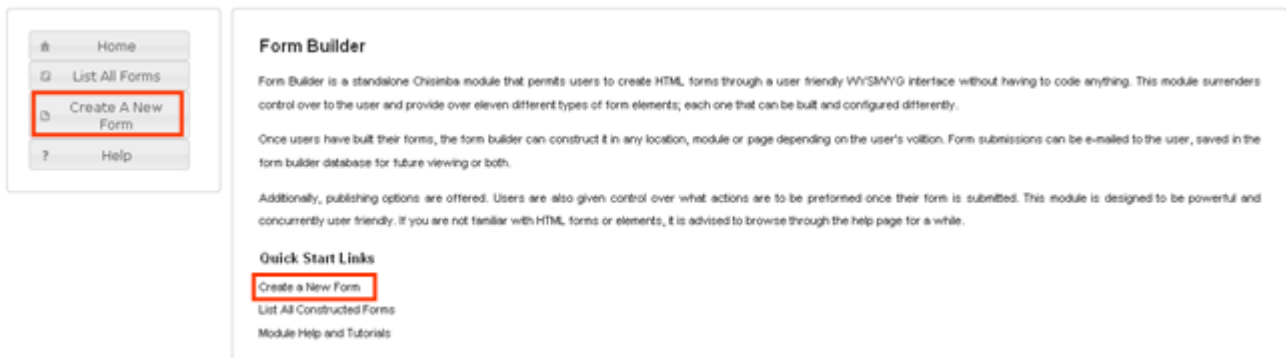 Home
List All Forms
Create A New
Form
? Help
Form Builder
Form Builder is a standalone Chisimba module that permits users to create HTML forms through a user friendly WYSIWYG interface without having to code anything. This module surrenders
control over to the user and provide over eleven different types of form elements; each one that can be built and configured differently.
Once users have built their forms, the form builder can construct it in any location, module or page depending on the user's volition. Form submissions can be e-mailed to the user, saved in the
form builder database for future viewing or both.
Additionally, publishing options are offered. Users are also given control over what actions are to be preformed once their form is submitted. This module is designed to be powerful and
concurrently user friendly. If you are not familiar with HTML forms or elements, it is advised to browse through the help page for a while.
Quick Start Links
Create a New Form
List All Constructed Forms
Module Help and Tutorials